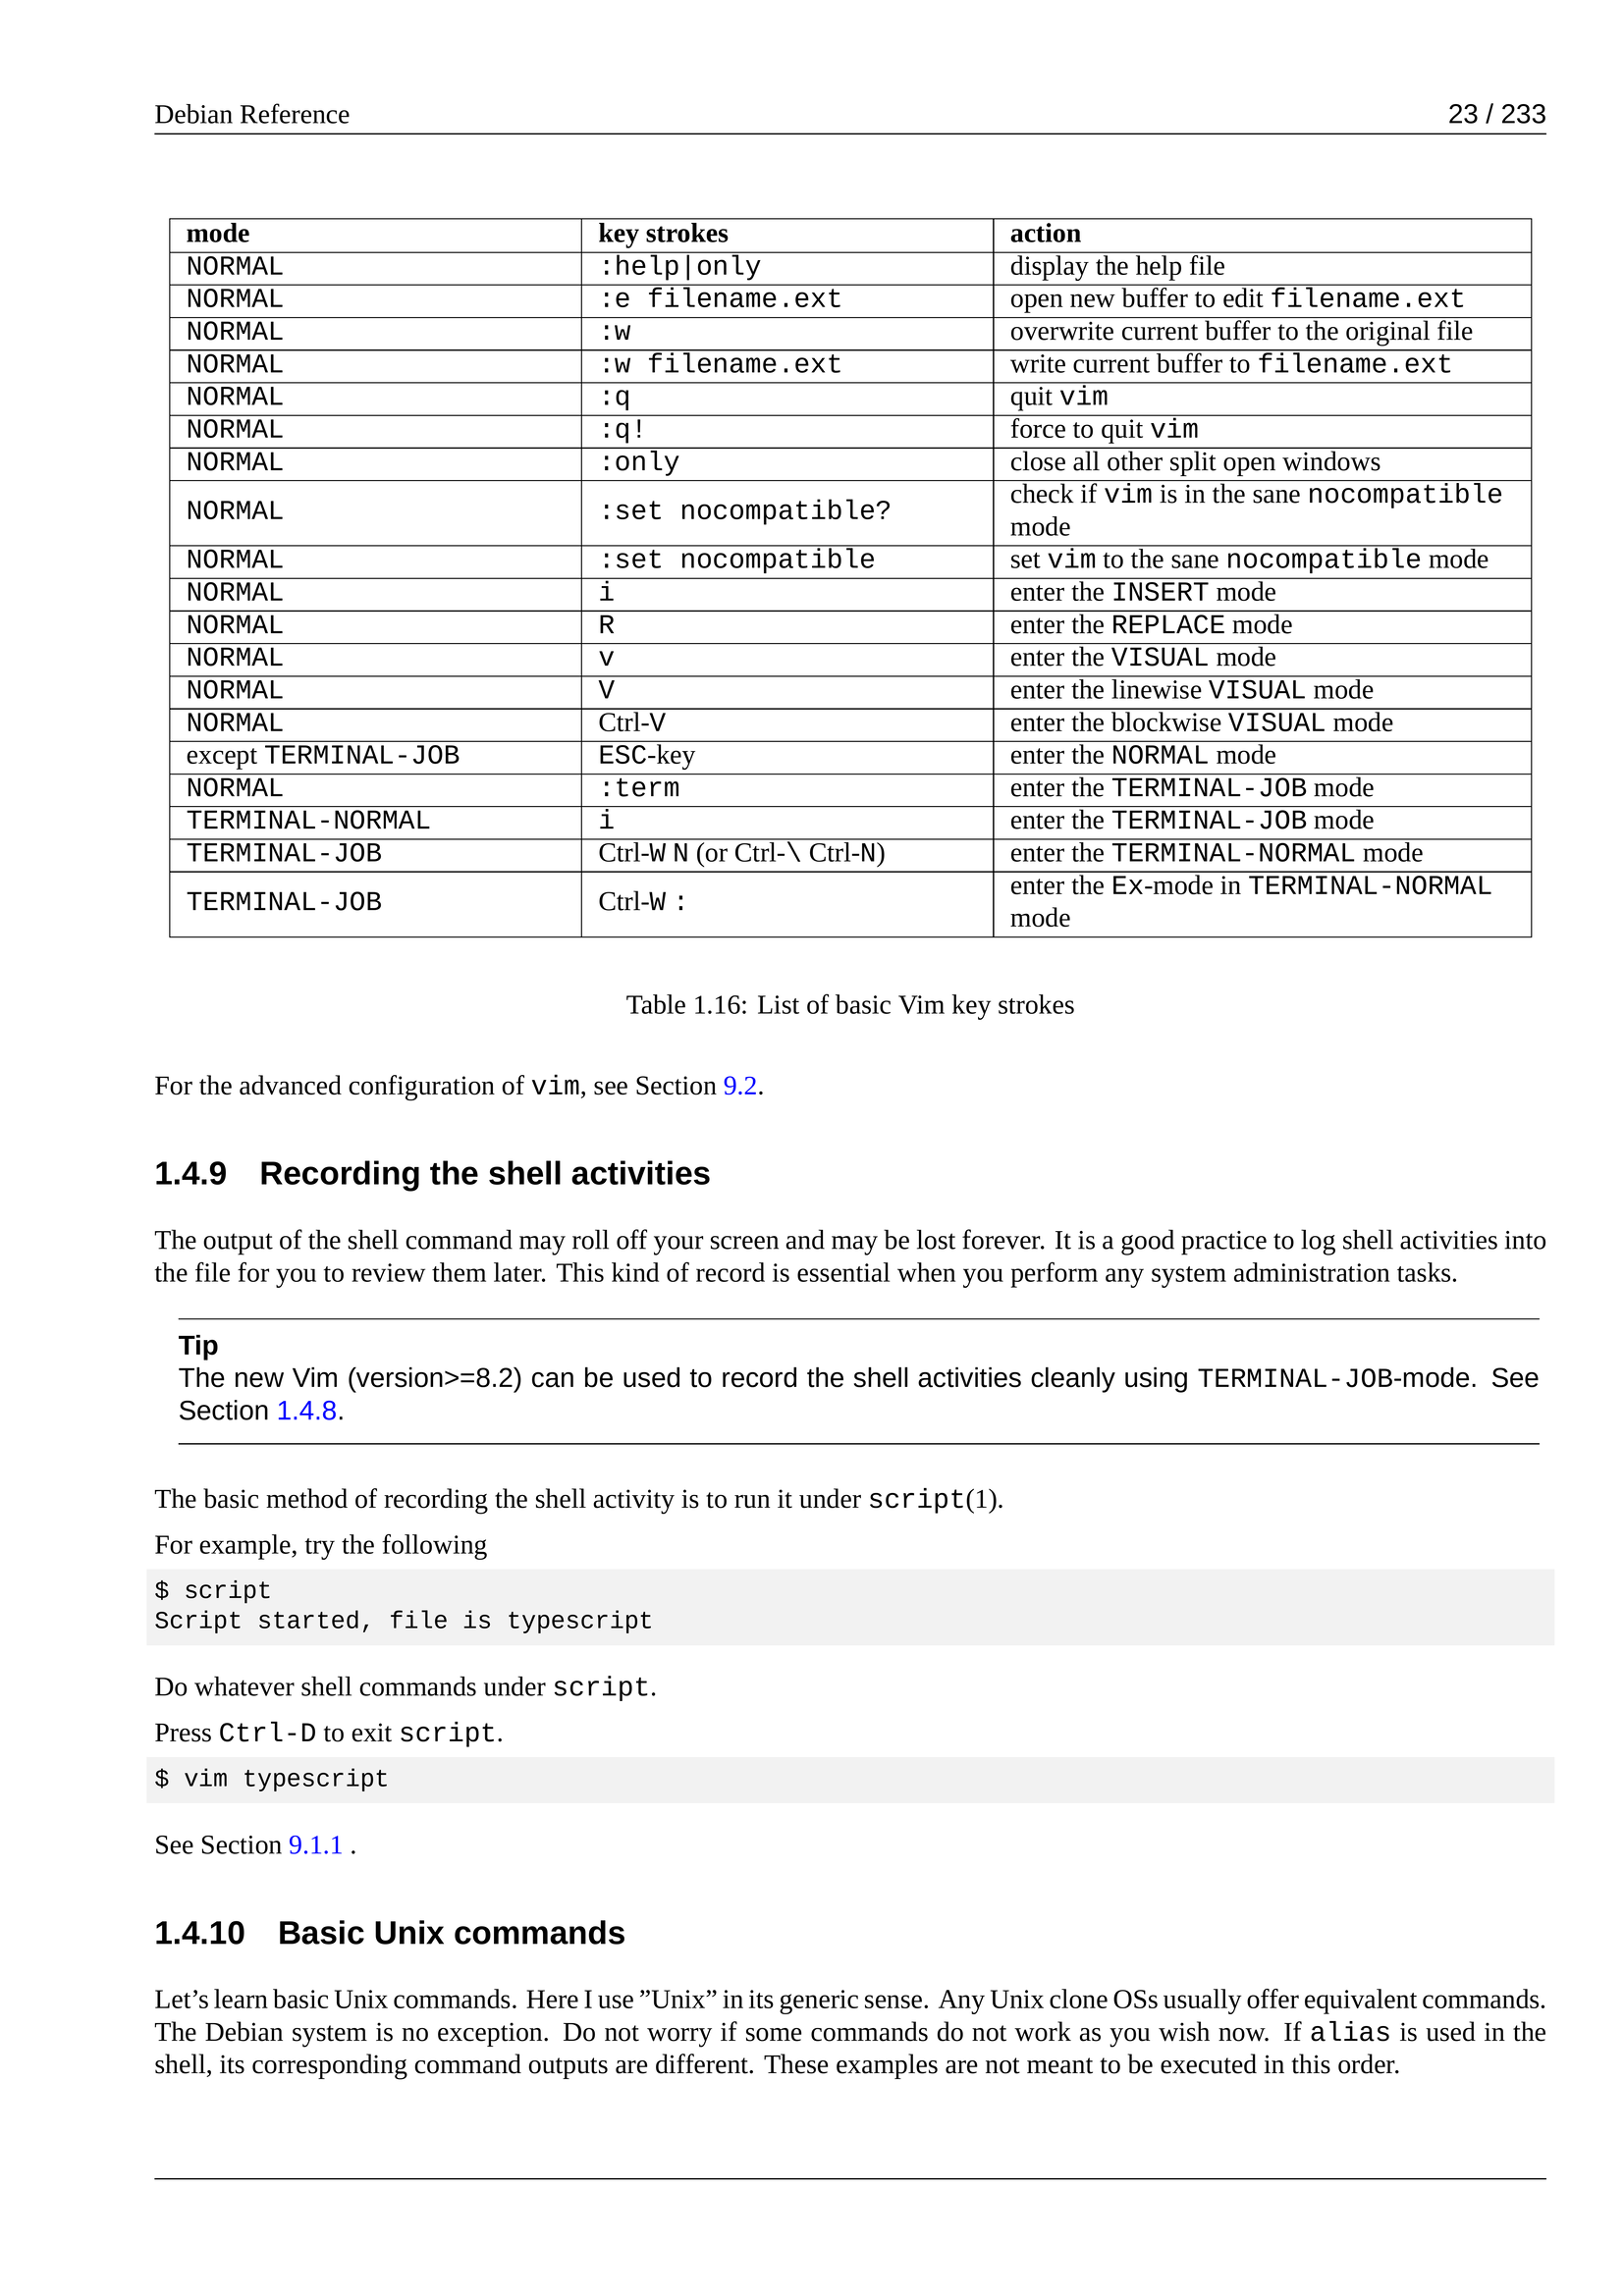 Debian Reference 23 / 233
mode key strokes action
NORMAL :help|only display the help file
NORMAL :e filename.ext open new buffer to edit filename.ext
NORMAL :w overwrite current buffer to the original file
NORMAL :w filename.ext write current buffer to filename.ext
NORMAL :q quit vim
NORMAL :q! force to quit vim
NORMAL :only close all other split open windows
NORMAL :set nocompatible? check if vim is in the sane nocompatible
mode
NORMAL :set nocompatible set vim to the sane nocompatible mode
NORMAL i enter the INSERT mode
NORMAL R enter the REPLACE mode
NORMAL v enter the VISUAL mode
NORMAL V enter the linewise VISUAL mode
NORMAL Ctrl-V enter the blockwise VISUAL mode
except TERMINAL-JOB ESC-key enter the NORMAL mode
NORMAL :term enter the TERMINAL-JOB mode
TERMINAL-NORMAL i enter the TERMINAL-JOB mode
TERMINAL-JOB Ctrl-W N (or Ctrl-\ Ctrl-N) enter the TERMINAL-NORMAL mode
TERMINAL-JOB Ctrl-W : enter the Ex-mode in TERMINAL-NORMAL
mode
Table 1.16: List of basic Vim key strokes
For the advanced configuration of vim, see Section 9.2.
1.4.9 Recording the shell activities
The output of the shell command may roll off your screen and may be lost forever. It is a good practice to log shell activities into
the file for you to review them later. This kind of record is essential when you perform any system administration tasks.
Tip
The new Vim (version>=8.2) can be used to record the shell activities cleanly using TERMINAL-JOB-mode. See
Section 1.4.8.
The basic method of recording the shell activity is to run it under script(1).
For example, try the following
$ script
Script started, file is typescript
Do whatever shell commands under script.
Press Ctrl-D to exit script.
$ vim typescript
See Section 9.1.1 .
1.4.10 Basic Unix commands
Let’s learn basic Unix commands. Here I use ”Unix” in its generic sense. Any Unix clone OSs usually offer equivalent commands.
The Debian system is no exception. Do not worry if some commands do not work as you wish now. If alias is used in the
shell, its corresponding command outputs are different. These examples are not meant to be executed in this order.